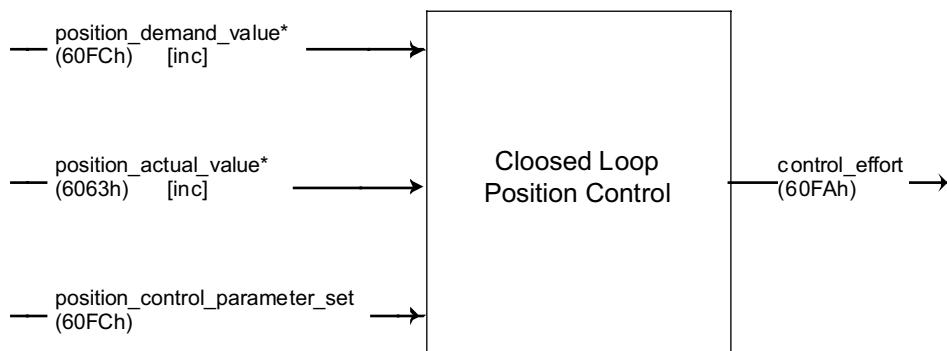 position_demand_value*
(60FCh) [inc]
position_actual_value*
(6063h) [inc]
position_control_parameter_set
(60FCh)
Cloosed Loop
Position Control
control_effort
(60FAh)